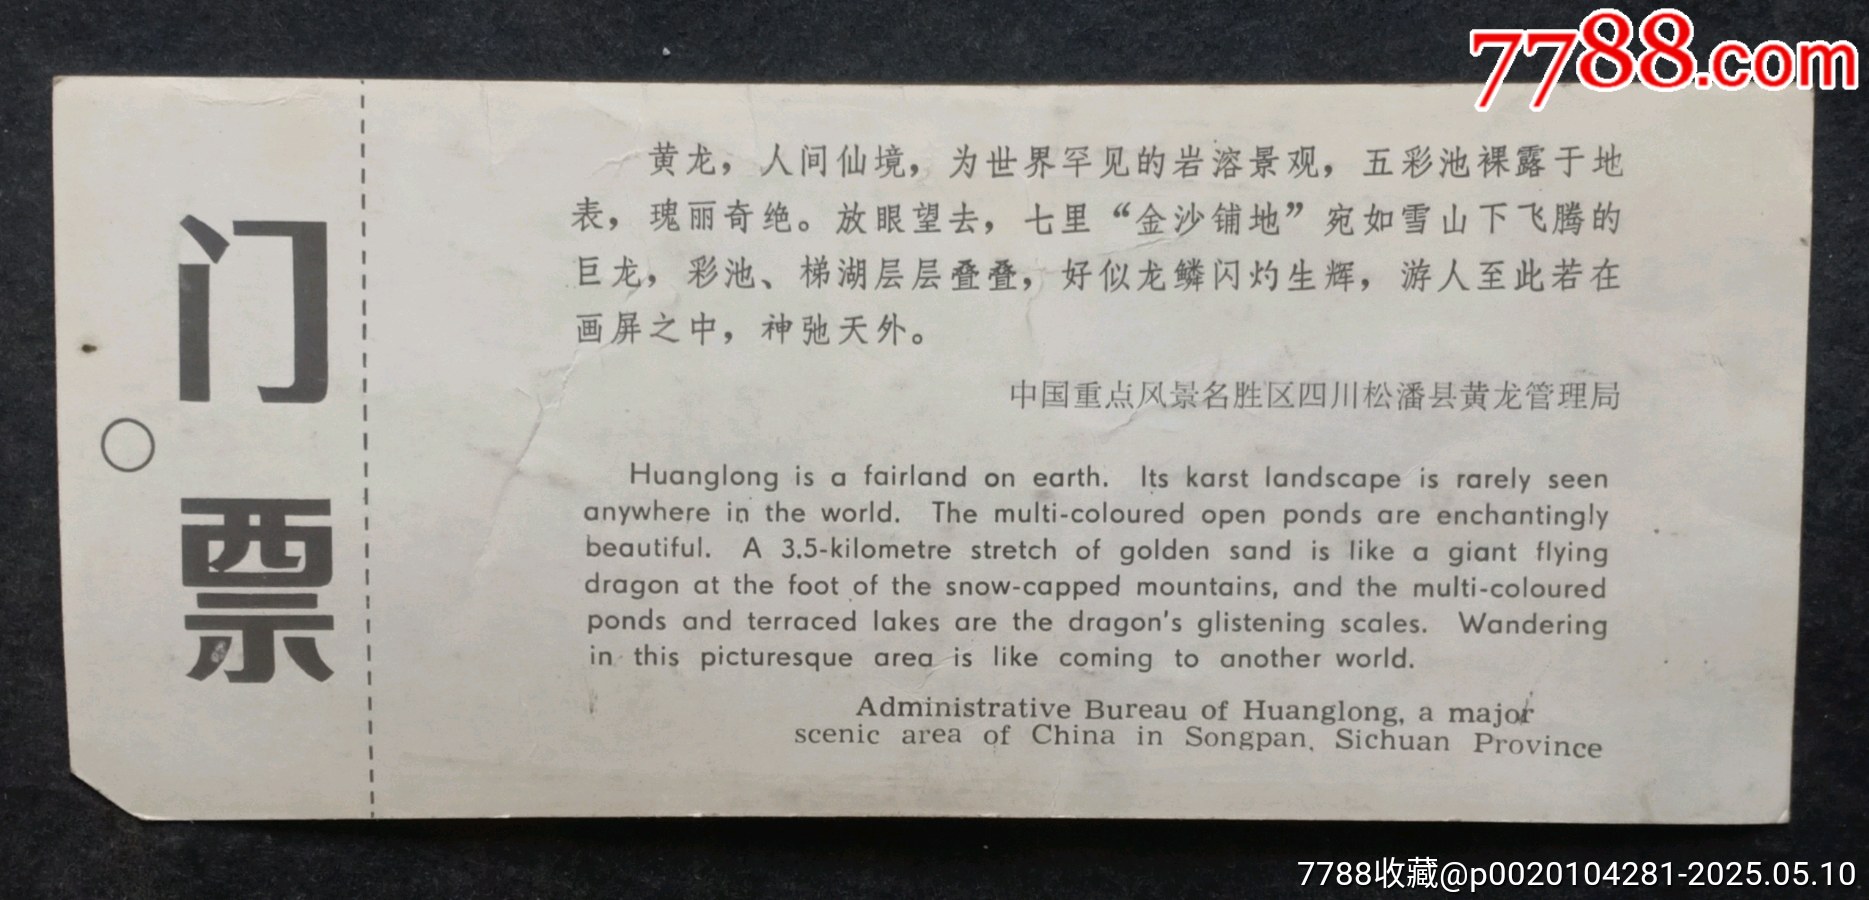 7788.com
门票
黄龙，人间仙境，为世界罕见的岩溶景观，五彩池裸露于地
表，瑰丽奇绝。放眼望去，七里“金沙铺地”宛如雪山下飞腾的
巨龙，彩池、梯湖层层叠叠，好似龙鳞闪灼生辉，游人至此若在
画屏之中，神弛天外。
中国重点风景名胜区四川松潘县黄龙管理局
Huanglong is a fairland on earth. Its karst landscape is rarely seen
anywhere in the world. The multi-coloured open ponds are enchantingly
beautiful. A 3.5-kilometre stretch of golden sand is like a giant flying
dragon at the foot of the snow-capped mountains, and the multi-coloured
ponds and terraced lakes are the dragon's glistening scales. Wandering
in this picturesque area is like coming to another world.
Administrative Bureau of Huanglong, a major
scenic area of China in Songpan, Sichuan Province
7788收藏@p0020104281-2025.05.10